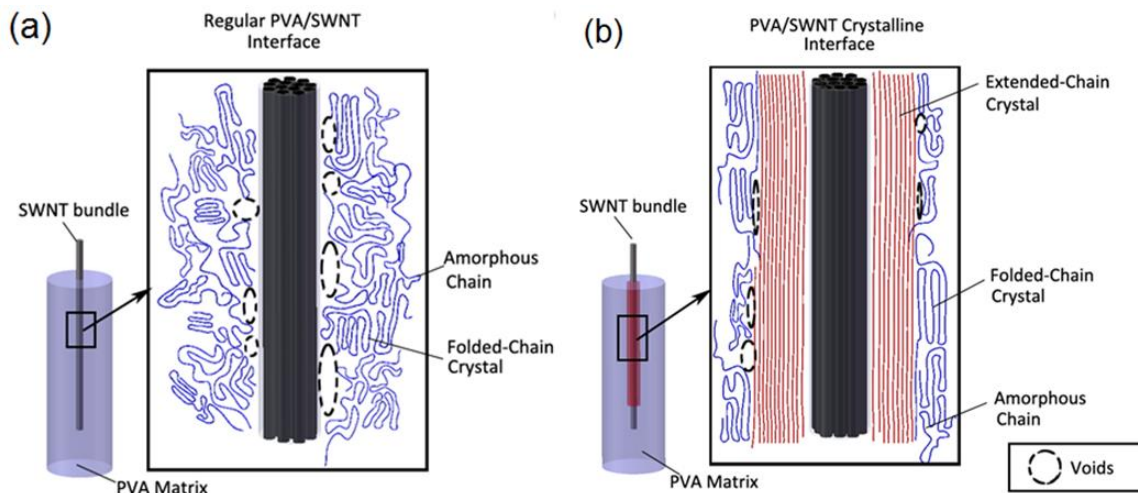 (a)
Regular PVA/SWNT
Interface
SWNT bundle
Amorphous
Chain
Folded-Chain
Crystal
PVA Matrix
(b)
PVA/SWNT Crystalline
Interface
Extended-Chain
Crystal
SWNT bundle
Folded-Chain
Crystal
Amorphous
Chain
PVA Matrix
Voids